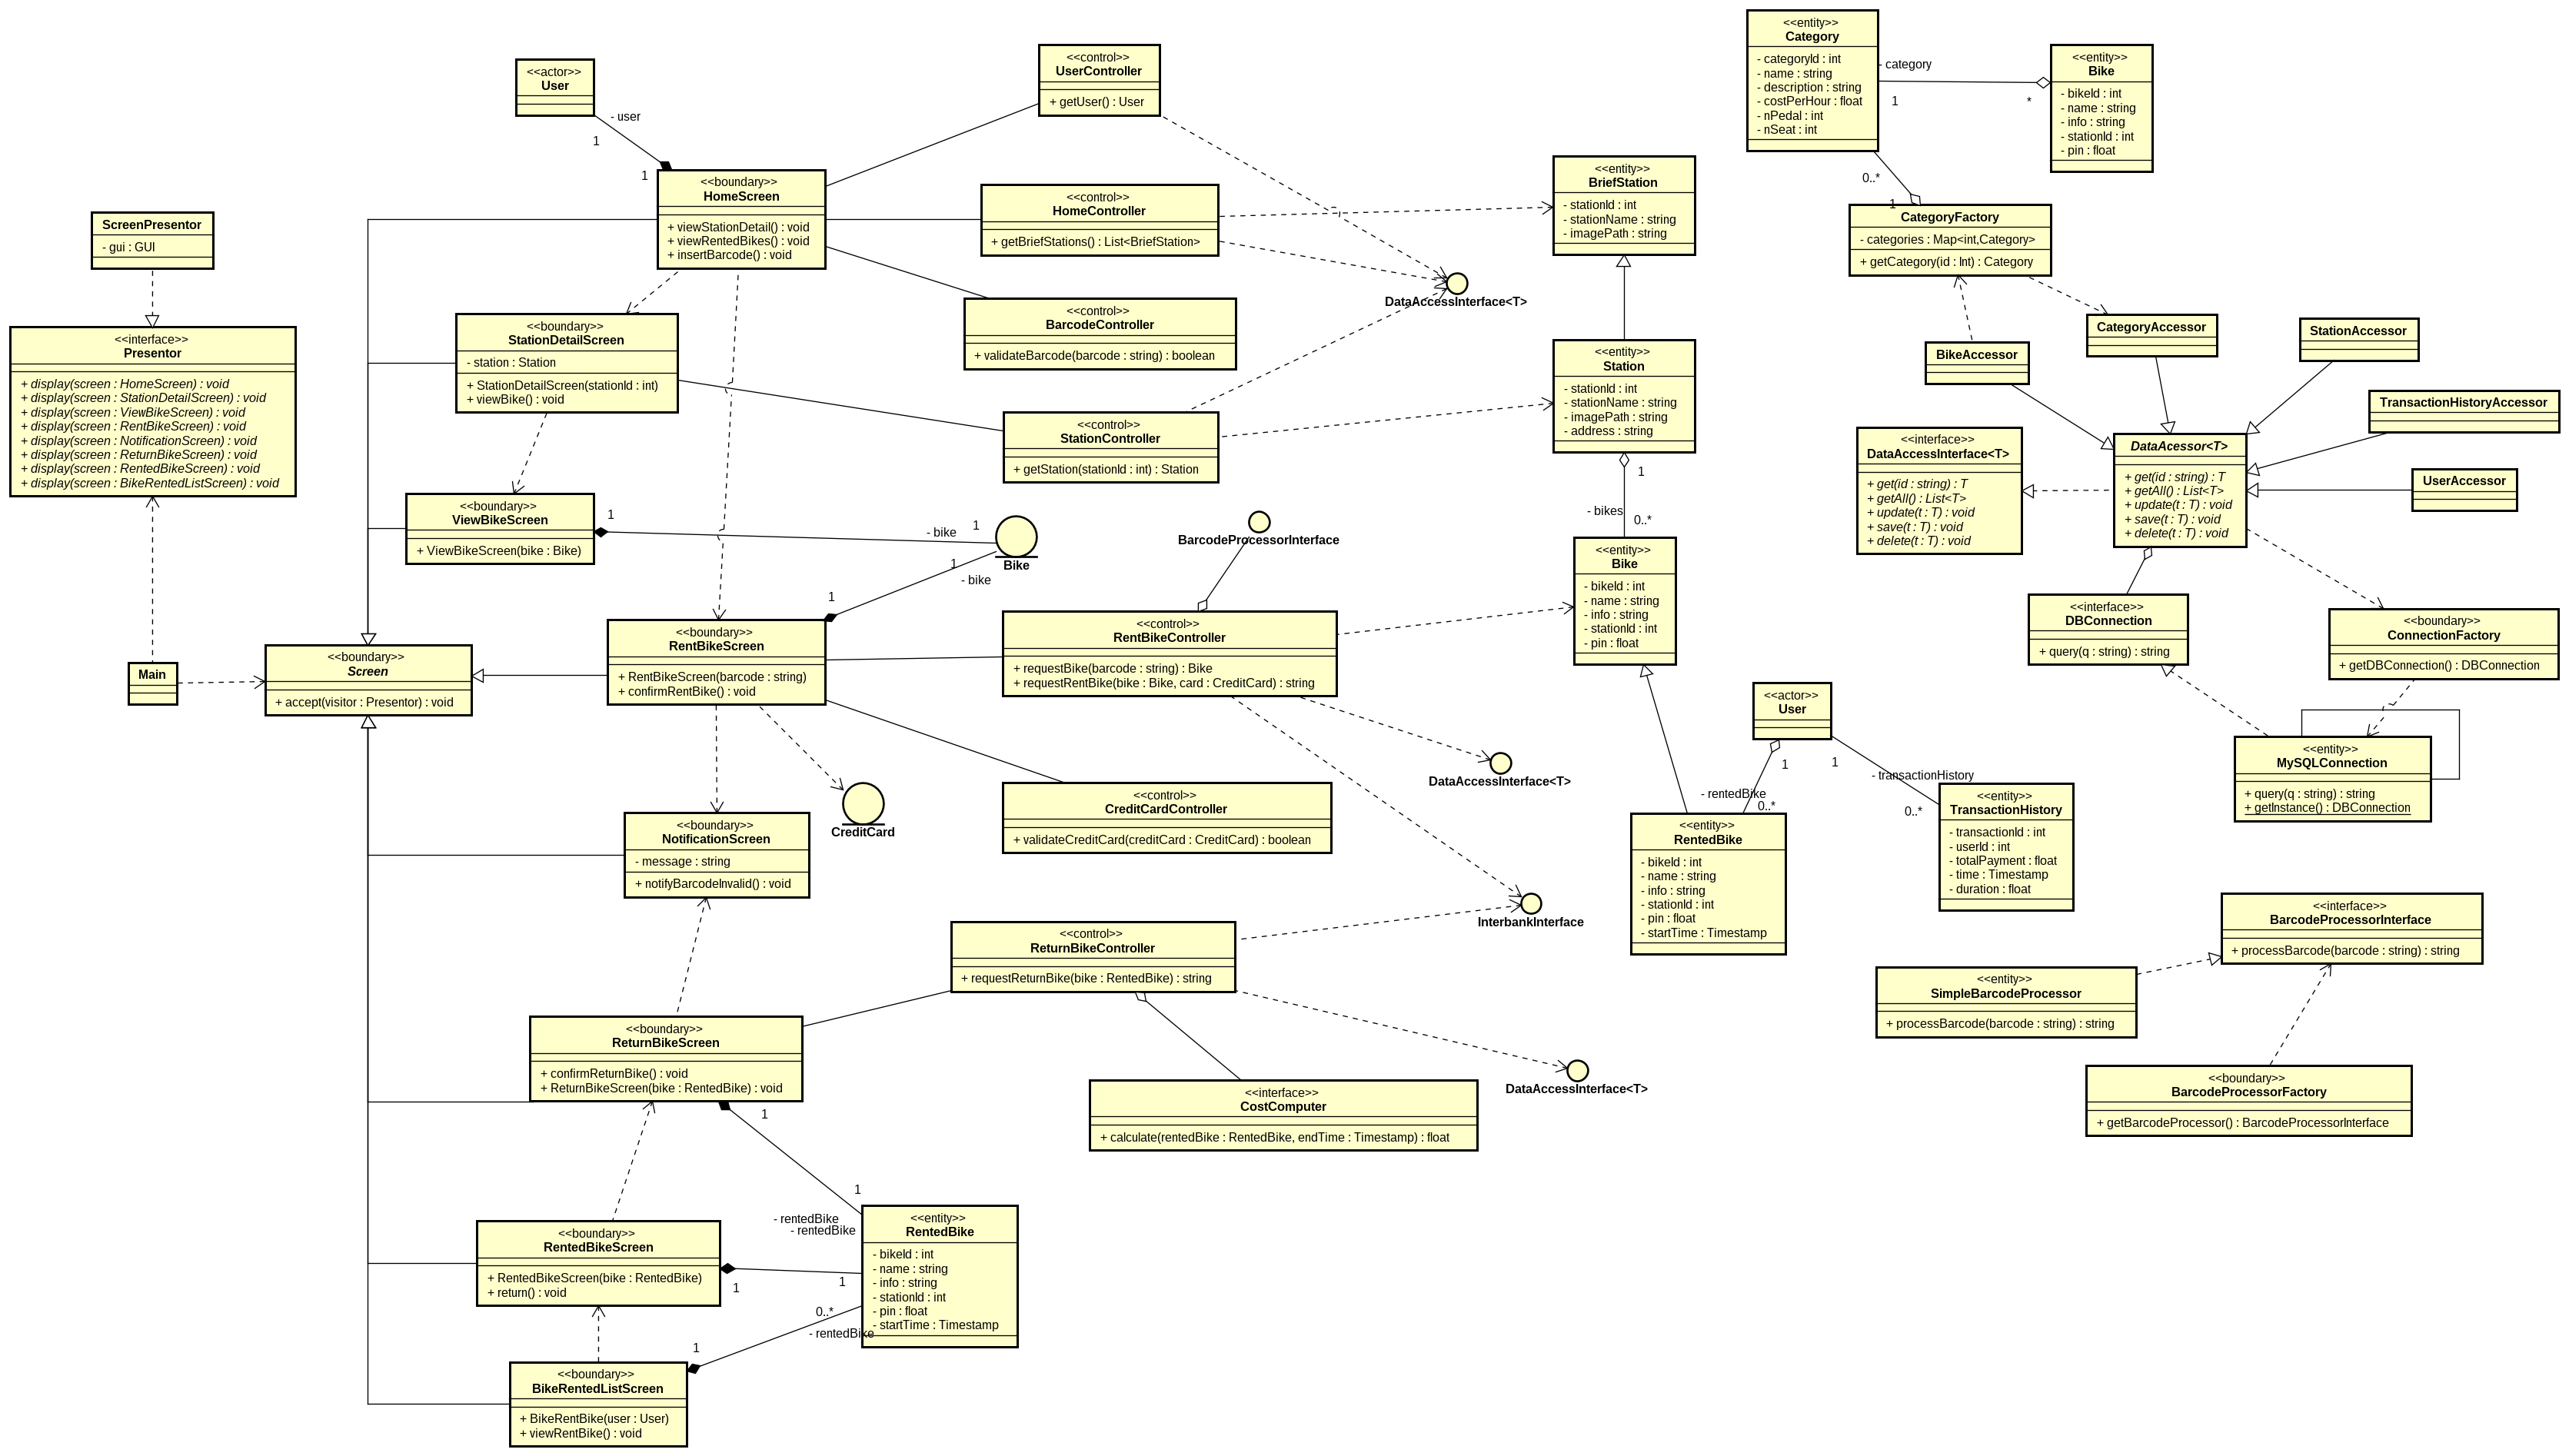 <<entity>>
Category
- categoryId : int
- name : string
- description : string
- costPerHour : float
- nPedal : int
- nSeat : int
- category
1
*
<<entity>>
Bike
- bikeId : int
- name : string
- info : string
- stationId : int
- pin : float
<<actor>>
User
- user
1
1
<<control>>
UserController
+ getUser() : User
<<boundary>>
HomeScreen
+ viewStationDetail() : void
+ viewRentedBikes() : void
+ insertBarcode() : void
<<control>>
HomeController
+ getBriefStations() : List<BriefStation>
<<entity>>
BriefStation
- stationId : int
- stationName : string
- imagePath : string
0..*
1
CategoryFactory
- categories : Map<int,Category>
+ getCategory(id : Int) : Category
ScreenPresentor
- gui : GUI
DataAccessInterface<T>
<<control>>
BarcodeController
+ validateBarcode(barcode : string) : boolean
<<interface>>
Presentor
+ display(screen : HomeScreen) : void
+ display(screen : StationDetailScreen) : void
+ display(screen : ViewBikeScreen) : void
+ display(screen : RentBikeScreen) : void
+ display(screen : NotificationScreen) : void
+ display(screen : ReturnBikeScreen) : void
+ display(screen : RentedBikeScreen) : void
+ display(screen : BikeRentedListScreen) : void
<<boundary>>
StationDetailScreen
- station : Station
+ StationDetailScreen(stationId : int)
+ viewBike() : void
<<entity>>
Station
- stationId : int
- stationName : string
- imagePath : string
- address : string
CategoryAccessor
BikeAccessor
StationAccessor
TransactionHistoryAccessor
UserAccessor
<<control>>
StationController
+ getStation(stationId : int) : Station
<<interface>>
DataAccessInterface<T>
+ get(id : string) : T
+ getAll() : List<T>
+ update(t : T) : void
+ save(t : T) : void
+ delete(t : T) : void
DataAcessor<T>
+ get(id : string) : T
+ getAll() : List<T>
+ update(t : T) : void
+ save(t : T) : void
+ delete(t : T) : void
1
- bikes
0..*
<<boundary>>
ViewBikeScreen
+ ViewBikeScreen(bike : Bike)
1
- bike
1
Bike
1
- bike
1
BarcodeProcessorInterface
<<entity>>
Bike
- bikeId : int
- name : string
- info : string
- stationId : int
- pin : float
<<interface>>
DBConnection
+ query(q : string) : string
<<boundary>>
ConnectionFactory
+ getDBConnection() : DBConnection
<<boundary>>
Screen
+ accept(visitor : Presentor) : void
Main
<<boundary>>
RentBikeScreen
+ RentBikeScreen(barcode : string)
+ confirmRentBike() : void
<<control>>
RentBikeController
+ requestBike(barcode : string) : Bike
+ requestRentBike(bike : Bike, card : CreditCard) : string
<<actor>>
User
1
1
- transactionHistory
- rentedBike
0..*
0..*
<<entity>>
MySQLConnection
+ query(q : string) : string
+ getInstance() : DBConnection
DataAccessInterface<T>
<<control>>
CreditCardController
+ validateCreditCard(creditCard : CreditCard) : boolean
CreditCard
<<boundary>>
NotificationScreen
- message : string
+ notifyBarcodeInvalid() : void
<<entity>>
RentedBike
- bikeId : int
- name : string
- info : string
- stationId : int
- pin : float
- startTime : Timestamp
<<entity>>
TransactionHistory
- transactionId : int
- userId : int
- totalPayment : float
- time : Timestamp
- duration : float
InterbankInterface
<<control>>
ReturnBikeController
+ requestReturnBike(bike : RentedBike) : string
<<interface>>
BarcodeProcessorInterface
+ processBarcode(barcode : string) : string
<<entity>>
SimpleBarcodeProcessor
+ processBarcode(barcode : string) : string
<<boundary>>
BarcodeProcessorFactory
+ getBarcodeProcessor() : BarcodeProcessorInterface
<<boundary>>
ReturnBikeScreen
+ confirmReturnBike() : void
+ ReturnBikeScreen(bike : RentedBike) : void
DataAccessInterface<T>
<<interface>>
CostComputer
+ calculate(rentedBike : RentedBike, endTime : Timestamp) : float
1
1
- rentedBike
- rentedBike
<<boundary>>
RentedBikeScreen
+ RentedBikeScreen(bike : RentedBike)
+ return() : void
1
1
<<entity>>
RentedBike
- bikeId : int
- name : string
- info : string
- stationId : int
- pin : float
- startTime : Timestamp
0..*
- rentedBike
1
<<boundary>>
BikeRentedListScreen
+ BikeRentBike(user : User)
+ viewRentBike() : void